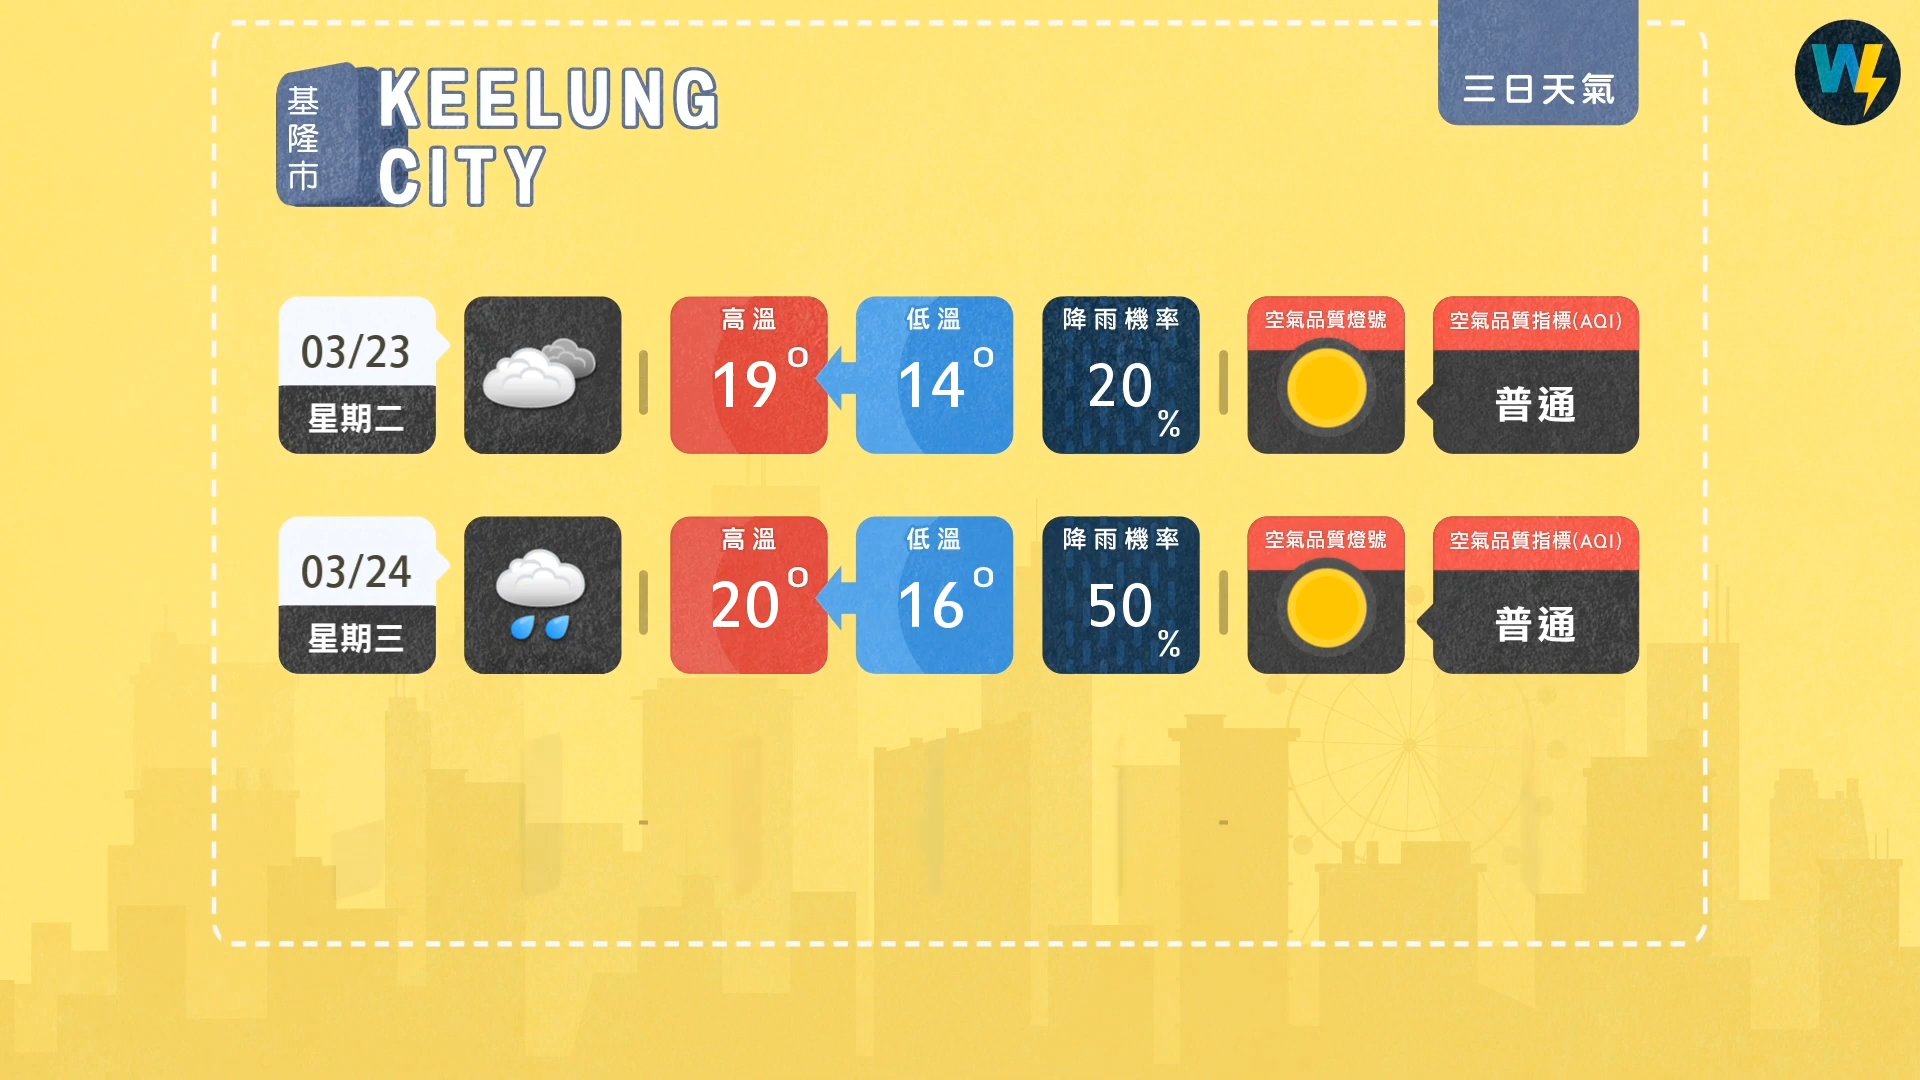 基隆市
KEELUNG
CITY
三日天氣
W
03/23
星期二
高溫
19°
低溫
14°
降雨機率
20%
空氣品質燈號
空氣品質指標(AQI)
普通
03/24
星期三
高溫
20°
低溫
16°
降雨機率
50%
空氣品質燈號
空氣品質指標(AQI)
普通